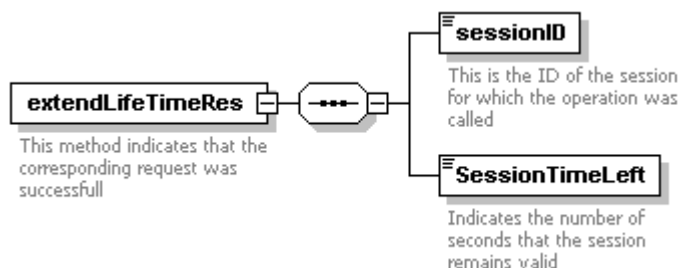 extendLifeTimeRes
This method indicates that the
corresponding request was
successfull
sessionID
This is the ID of the session
for which the operation was
called
SessionTimeLeft
Indicates the number of
seconds that the session
remains valid